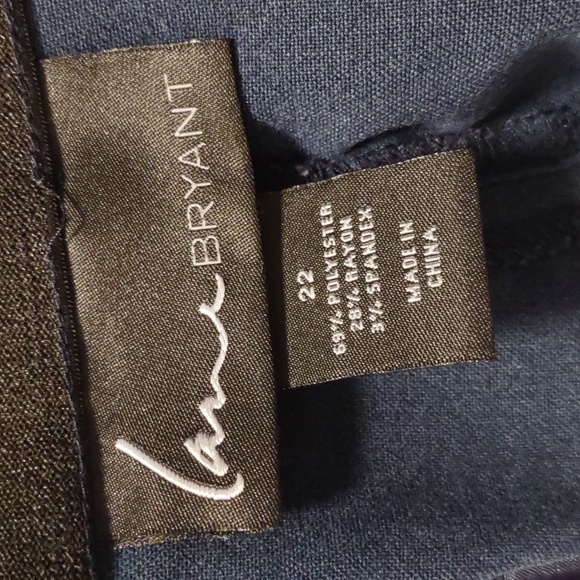 Lane BRYANT
22
69% POLYESTER
28% RAYON
3% SPANDEX
MADE IN
CHINA